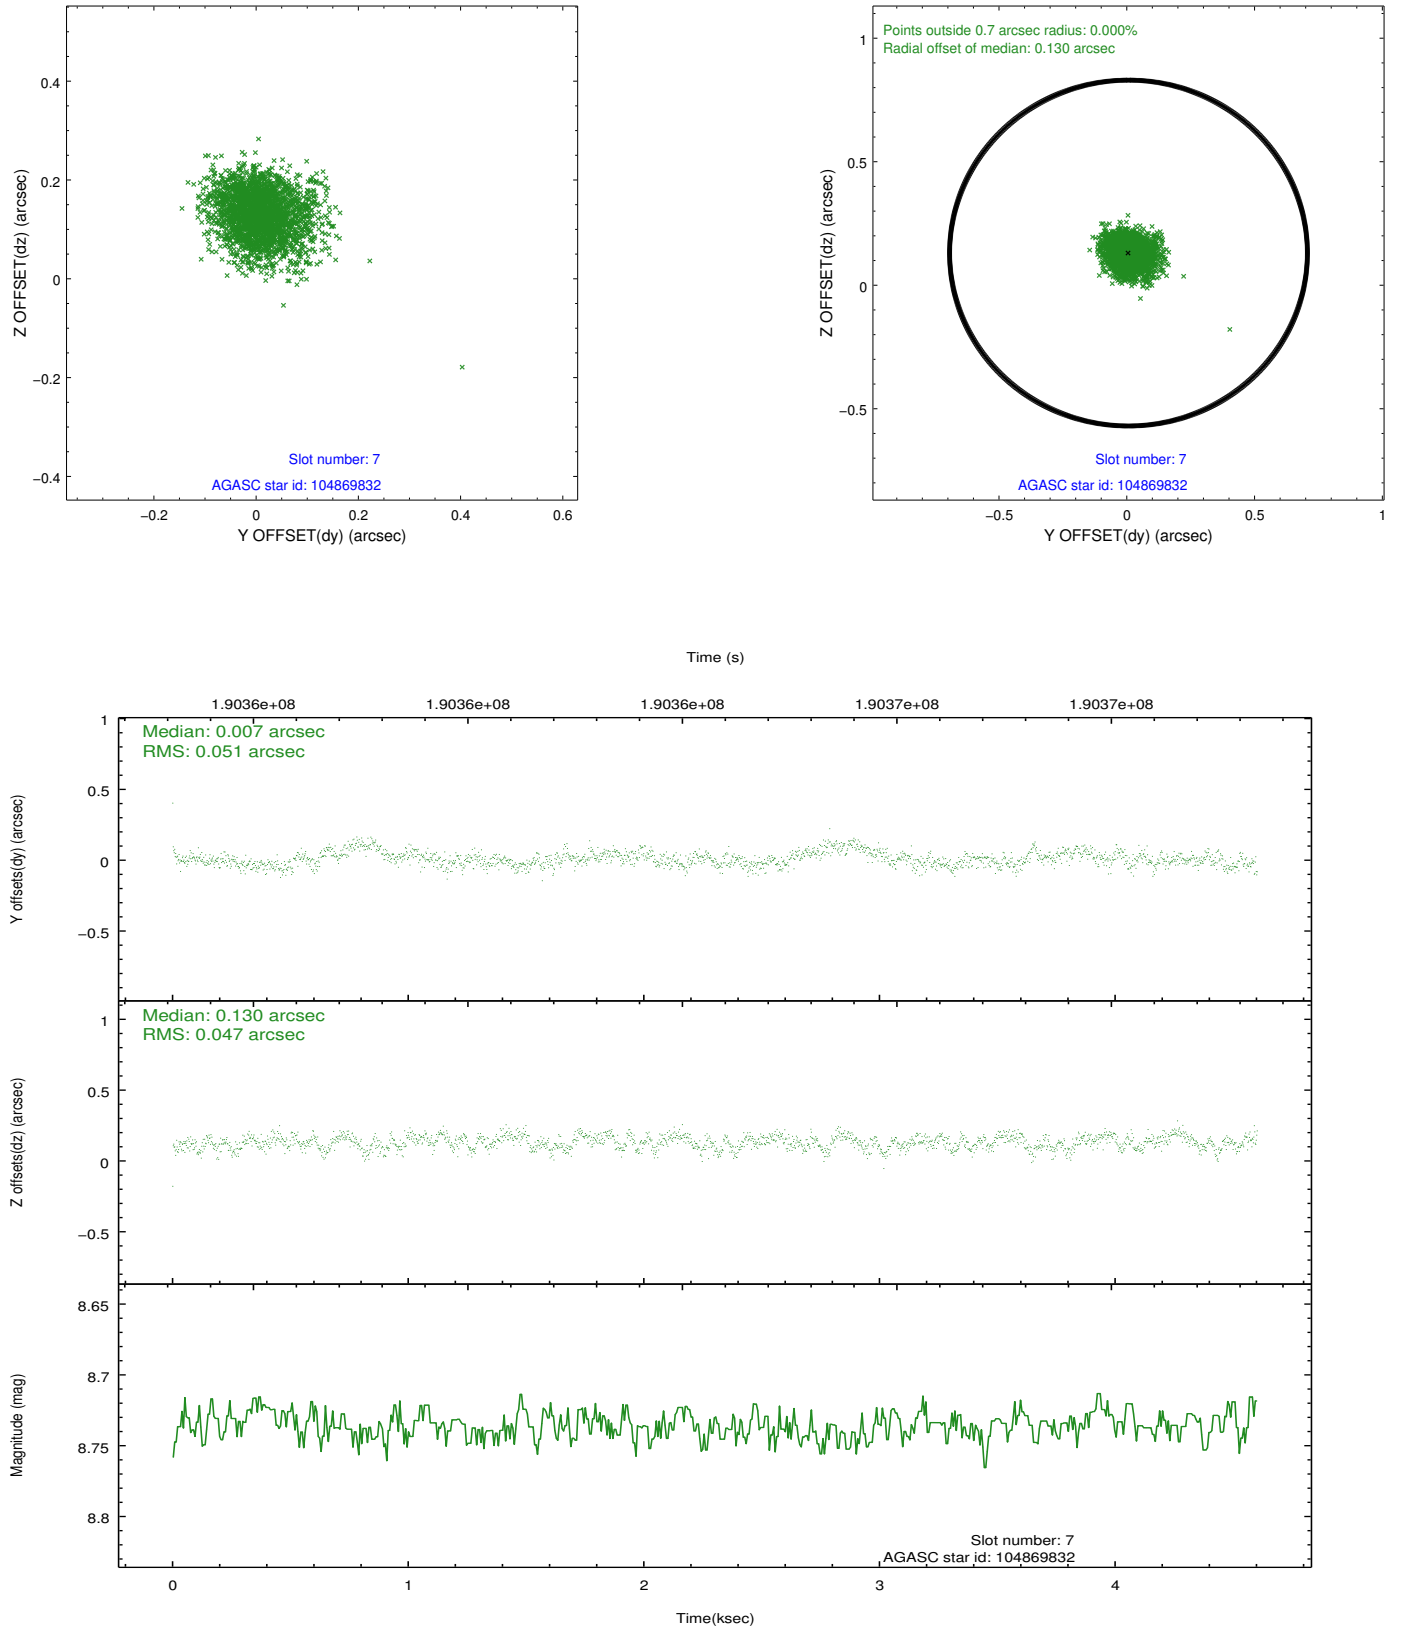 0.4
0.2
0
−0.2
−0.4
Z OFFSET(dz) (arcsec)
−0.2
0
0.2
0.4
0.6
Y OFFSET(dy) (arcsec)
Slot number: 7
AGASC star id: 104869832
Points outside 0.7 arcsec radius: 0.000%
Radial offset of median: 0.130 arcsec
1
0.5
0
−0.5
Z OFFSET(dz) (arcsec)
−0.5
0
0.5
1
Y OFFSET(dy) (arcsec)
Slot number: 7
AGASC star id: 104869832
Time (s)
1.9036e+08
1.9036e+08
1.9036e+08
1.9037e+08
1.9037e+08
Median: 0.007 arcsec
RMS: 0.051 arcsec
1
0.5
0
−0.5
Y offsets(dy) (arcsec)
Median: 0.130 arcsec
RMS: 0.047 arcsec
1
0.5
0
−0.5
Z offsets(dz) (arcsec)
8.65
8.7
8.75
8.8
Magnitude (mag)
Slot number: 7
AGASC star id: 104869832
0
1
2
3
4
Time(ksec)